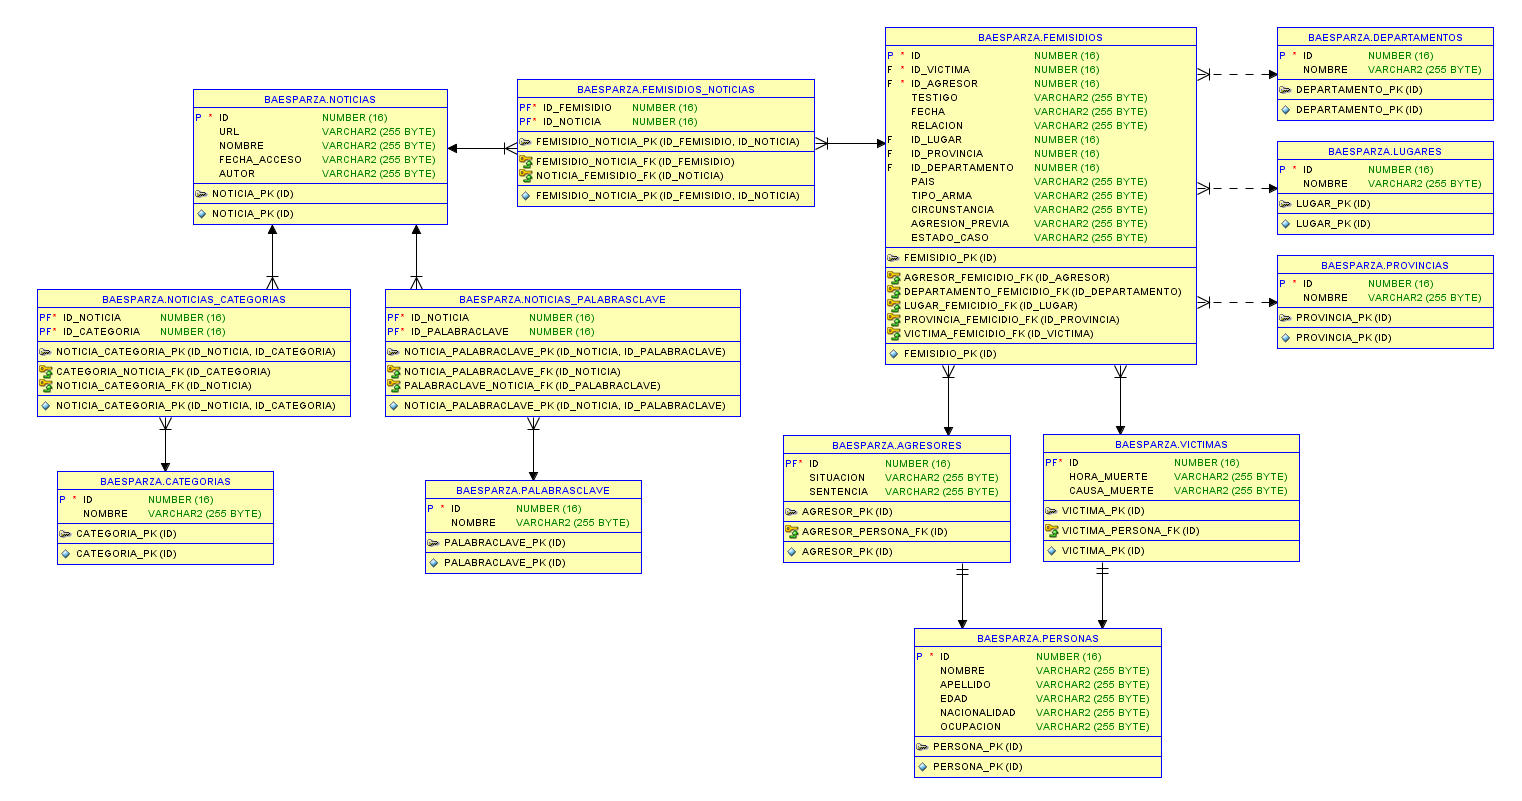 BAESPARZA.NOTICIAS
P * ID NUMBER (16)
URL VARCHAR2 (255 BYTE)
NOMBRE VARCHAR2 (255 BYTE)
FECHA_ACCESO VARCHAR2 (255 BYTE)
AUTOR VARCHAR2 (255 BYTE)
NOTICIA_PK (ID)
NOTICIA_PK (ID)
BAESPARZA.FEMISIDIOS_NOTICIAS
PF* ID_FEMISIDIO NUMBER (16)
PF* ID_NOTICIA NUMBER (16)
FEMISIDIO_NOTICIA_PK (ID_FEMISIDIO, ID_NOTICIA)
FEMISIDIO_NOTICIA_FK (ID_FEMISIDIO)
NOTICIA_FEMISIDIO_FK (ID_NOTICIA)
FEMISIDIO_NOTICIA_PK (ID_FEMISIDIO, ID_NOTICIA)
BAESPARZA.FEMISIDIOS
P * ID NUMBER (16)
F * ID_VICTIMA NUMBER (16)
F * ID_AGRESOR NUMBER (16)
TESTIGO VARCHAR2 (255 BYTE)
FECHA VARCHAR2 (255 BYTE)
RELACION VARCHAR2 (255 BYTE)
F ID_LUGAR NUMBER (16)
F ID_PROVINCIA NUMBER (16)
F ID_DEPARTAMENTO NUMBER (16)
PAIS VARCHAR2 (255 BYTE)
TIPO_ARMA VARCHAR2 (255 BYTE)
CIRCUNSTANCIA VARCHAR2 (255 BYTE)
AGRESION_PREVIA VARCHAR2 (255 BYTE)
ESTADO_CASO VARCHAR2 (255 BYTE)
FEMISIDIO_PK (ID)
AGRESOR_FEMICIDIO_FK (ID_AGRESOR)
DEPARTAMENTO_FEMICIDIO_FK (ID_DEPARTAMENTO)
LUGAR_FEMICIDIO_FK (ID_LUGAR)
PROVINCIA_FEMICIDIO_FK (ID_PROVINCIA)
VICTIMA_FEMICIDIO_FK (ID_VICTIMA)
FEMISIDIO_PK (ID)
BAESPARZA.DEPARTAMENTOS
P * ID NUMBER (16)
NOMBRE VARCHAR2 (255 BYTE)
DEPARTAMENTO_PK (ID)
DEPARTAMENTO_PK (ID)
BAESPARZA.LUGARES
P * ID NUMBER (16)
NOMBRE VARCHAR2 (255 BYTE)
LUGAR_PK (ID)
LUGAR_PK (ID)
BAESPARZA.PROVINCIAS
P * ID NUMBER (16)
NOMBRE VARCHAR2 (255 BYTE)
PROVINCIA_PK (ID)
PROVINCIA_PK (ID)
BAESPARZA.NOTICIAS_CATEGORIAS
PF* ID_NOTICIA NUMBER (16)
PF* ID_CATEGORIA NUMBER (16)
NOTICIA_CATEGORIA_PK (ID_NOTICIA, ID_CATEGORIA)
CATEGORIA_NOTICIA_FK (ID_CATEGORIA)
NOTICIA_CATEGORIA_FK (ID_NOTICIA)
NOTICIA_CATEGORIA_PK (ID_NOTICIA, ID_CATEGORIA)
BAESPARZA.NOTICIAS_PALABRASCLAVE
PF* ID_NOTICIA NUMBER (16)
PF* ID_PALABRACLAVE NUMBER (16)
NOTICIA_PALABRACLAVE_PK (ID_NOTICIA, ID_PALABRACLAVE)
NOTICIA_PALABRACLAVE_FK (ID_NOTICIA)
PALABRACLAVE_NOTICIA_FK (ID_PALABRACLAVE)
NOTICIA_PALABRACLAVE_PK (ID_NOTICIA, ID_PALABRACLAVE)
BAESPARZA.CATEGORIAS
P * ID NUMBER (16)
NOMBRE VARCHAR2 (255 BYTE)
CATEGORIA_PK (ID)
CATEGORIA_PK (ID)
BAESPARZA.PALABRASCLAVE
P * ID NUMBER (16)
NOMBRE VARCHAR2 (255 BYTE)
PALABRACLAVE_PK (ID)
PALABRACLAVE_PK (ID)
BAESPARZA.AGRESORES
PF* ID NUMBER (16)
SITUACION VARCHAR2 (255 BYTE)
SENTENCIA VARCHAR2 (255 BYTE)
AGRESOR_PK (ID)
AGRESOR_PERSONA_FK (ID)
AGRESOR_PK (ID)
BAESPARZA.VICTIMAS
PF* ID NUMBER (16)
HORA_MUERTE VARCHAR2 (255 BYTE)
CAUSA_MUERTE VARCHAR2 (255 BYTE)
VICTIMA_PK (ID)
VICTIMA_PERSONA_FK (ID)
VICTIMA_PK (ID)
BAESPARZA.PERSONAS
P * ID NUMBER (16)
NOMBRE VARCHAR2 (255 BYTE)
APELLIDO VARCHAR2 (255 BYTE)
EDAD VARCHAR2 (255 BYTE)
NACIONALIDAD VARCHAR2 (255 BYTE)
OCUPACION VARCHAR2 (255 BYTE)
PERSONA_PK (ID)
PERSONA_PK (ID)